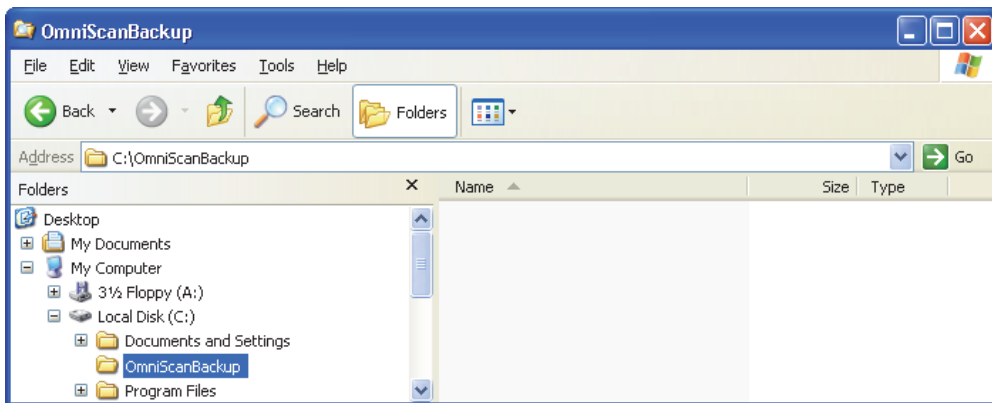 OmniScanBackup
File Edit View Favorites Tools Help
Back Search Folders
Address C:\OmniScanBackup Go
Folders × Name Size Type
Desktop
My Documents
My Computer
3½ Floppy (A:)
Local Disk (C:)
Documents and Settings
OmniScanBackup
Program Files